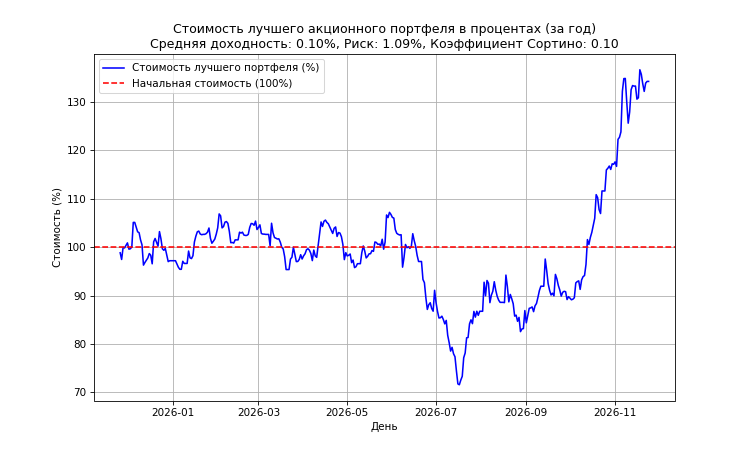 Стоимость лучшего акционного портфеля в процентах (за год)
Средняя доходность: 0.10%, Риск: 1.09%, Коэффициент Сортино: 0.10
Стоимость лучшего портфеля (%)
Начальная стоимость (100%)
Стоимость (%)
130
120
110
100
90
80
70
2026-01
2026-03
2026-05
2026-07
2026-09
2026-11
День